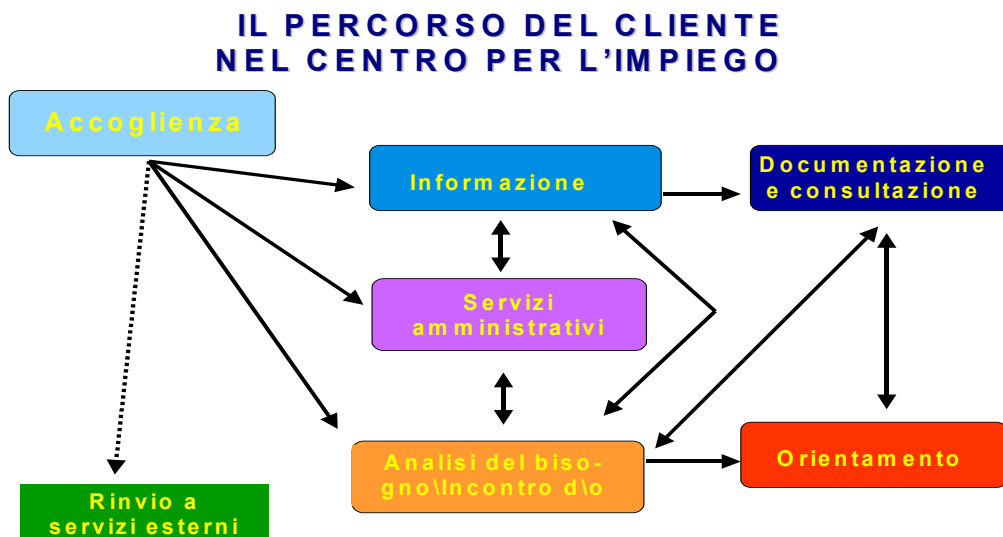 IL PERCORSO DEL CLIENTE
NEL CENTRO PER L'IMPIEGO
Accoglienza
Informazione
Documentazione
e consultazione
Servizi
amministrativi
Analisi del biso-
gno\Incontro d\o
Orientamento
Rinvio a
servizi esterni